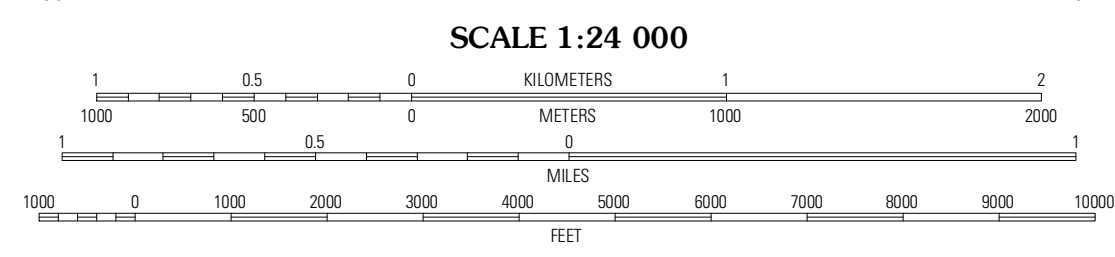 SCALE 1:24 000
1 0.5 0 KILOMETERS 1 2
1000 500 0 METERS 1000 2000
1 0.5 0 1
MILES
1000 0 1000 2000 3000 4000 5000 6000 7000 8000 9000 10000
FEET